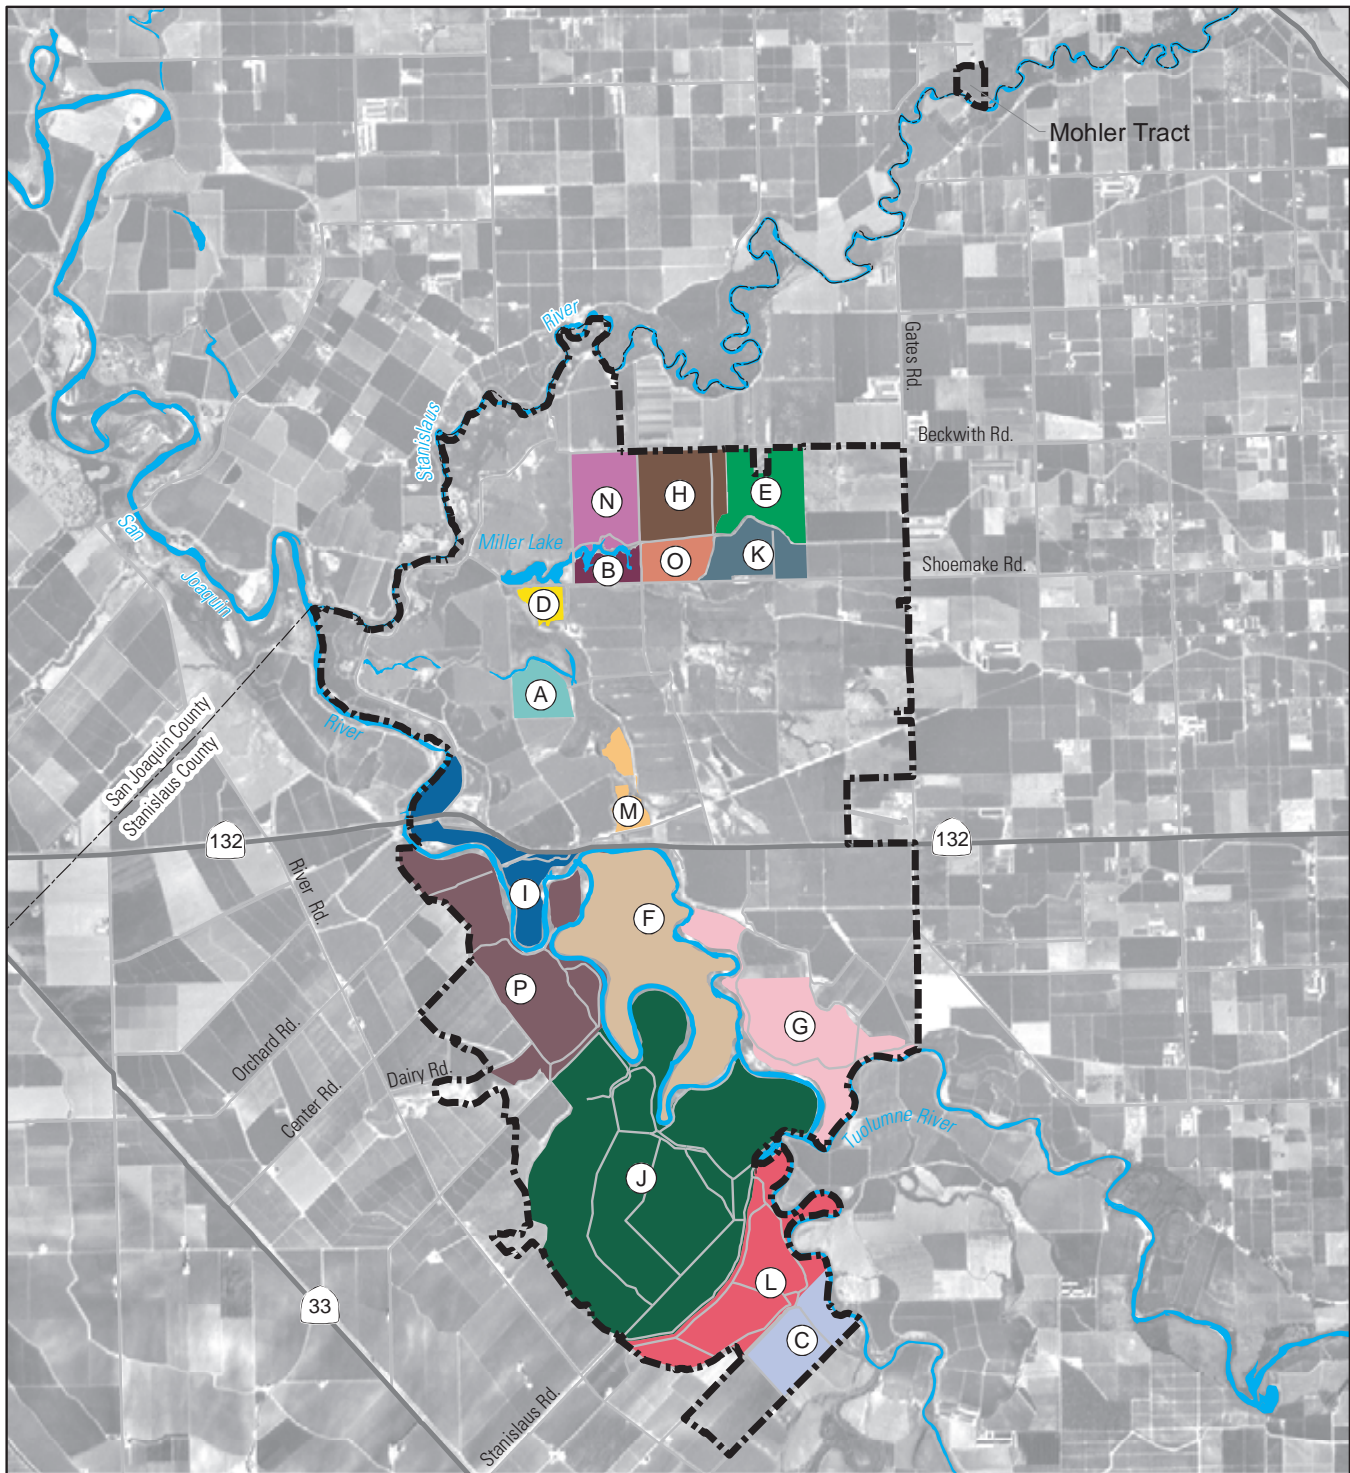 Mohler Tract
River
Gates Rd.
Stanislaus
Beckwith Rd.
N
H
E
San
Miller Lake
B
O
K
Shoemake Rd.
Joaquin
D
A
River
San Joaquin County
Stanislaus County
M
132
132
River Rd.
I
F
P
G
Orchard Rd.
Dairy Rd.
Center Rd.
Tuolumne River
J
L
33
C
Stanislaus Rd.